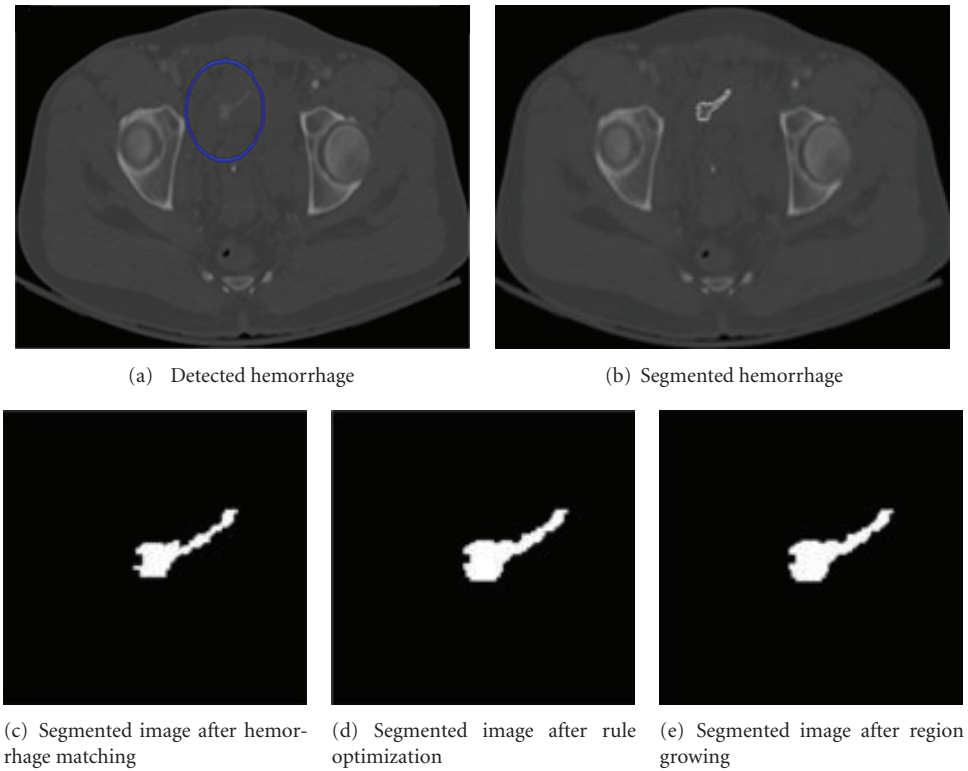 (a) Detected hemorrhage
(b) Segmented hemorrhage
(c) Segmented image after hemor-
rhage matching
(d) Segmented image after rule
optimization
(e) Segmented image after region
growing